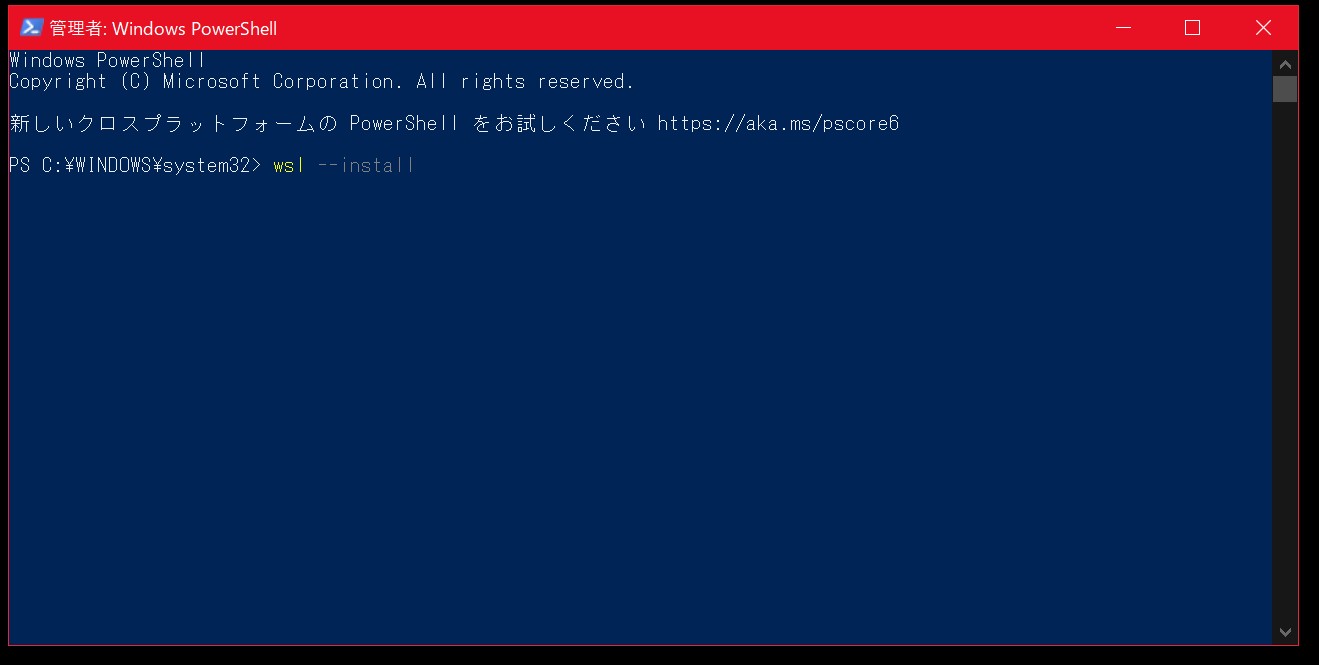 管理者: Windows PowerShell
Windows PowerShell
Copyright (C) Microsoft Corporation. All rights reserved.
新しいクロスプラットフォームの PowerShell をお試しください https://aka.ms/pscore6
PS C:¥WINDOWS¥system32> wsl --install